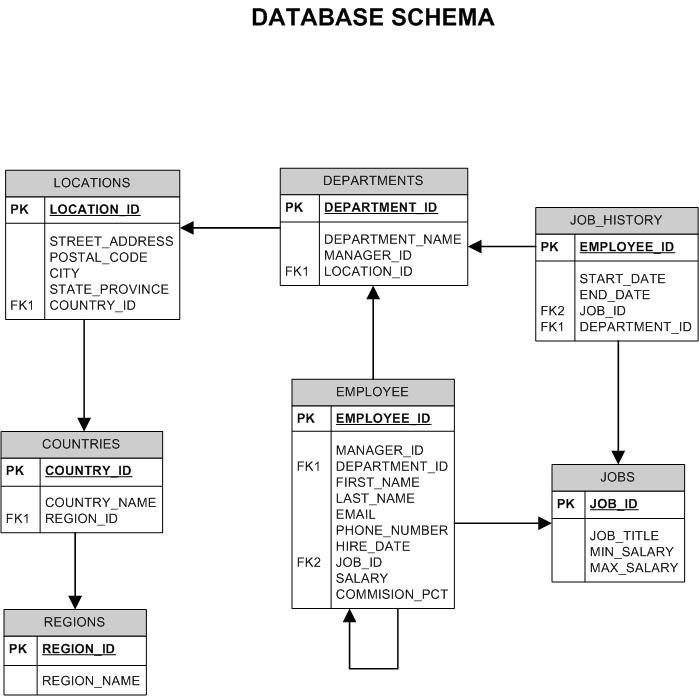 DATABASE SCHEMA
LOCATIONS
PK LOCATION_ID
STREET_ADDRESS
POSTAL_CODE
CITY
STATE_PROVINCE
FK1 COUNTRY_ID
DEPARTMENTS
PK DEPARTMENT_ID
DEPARTMENT_NAME
MANAGER_ID
FK1 LOCATION_ID
JOB_HISTORY
PK EMPLOYEE_ID
START_DATE
END_DATE
FK2 JOB_ID
FK1 DEPARTMENT_ID
COUNTRIES
PK COUNTRY_ID
COUNTRY_NAME
FK1 REGION_ID
EMPLOYEE
PK EMPLOYEE_ID
MANAGER_ID
FK1 DEPARTMENT_ID
FIRST_NAME
LAST_NAME
EMAIL
PHONE_NUMBER
HIRE_DATE
FK2 JOB_ID
SALARY
COMMISION_PCT
JOBS
PK JOB_ID
JOB_TITLE
MIN_SALARY
MAX_SALARY
REGIONS
PK REGION_ID
REGION_NAME